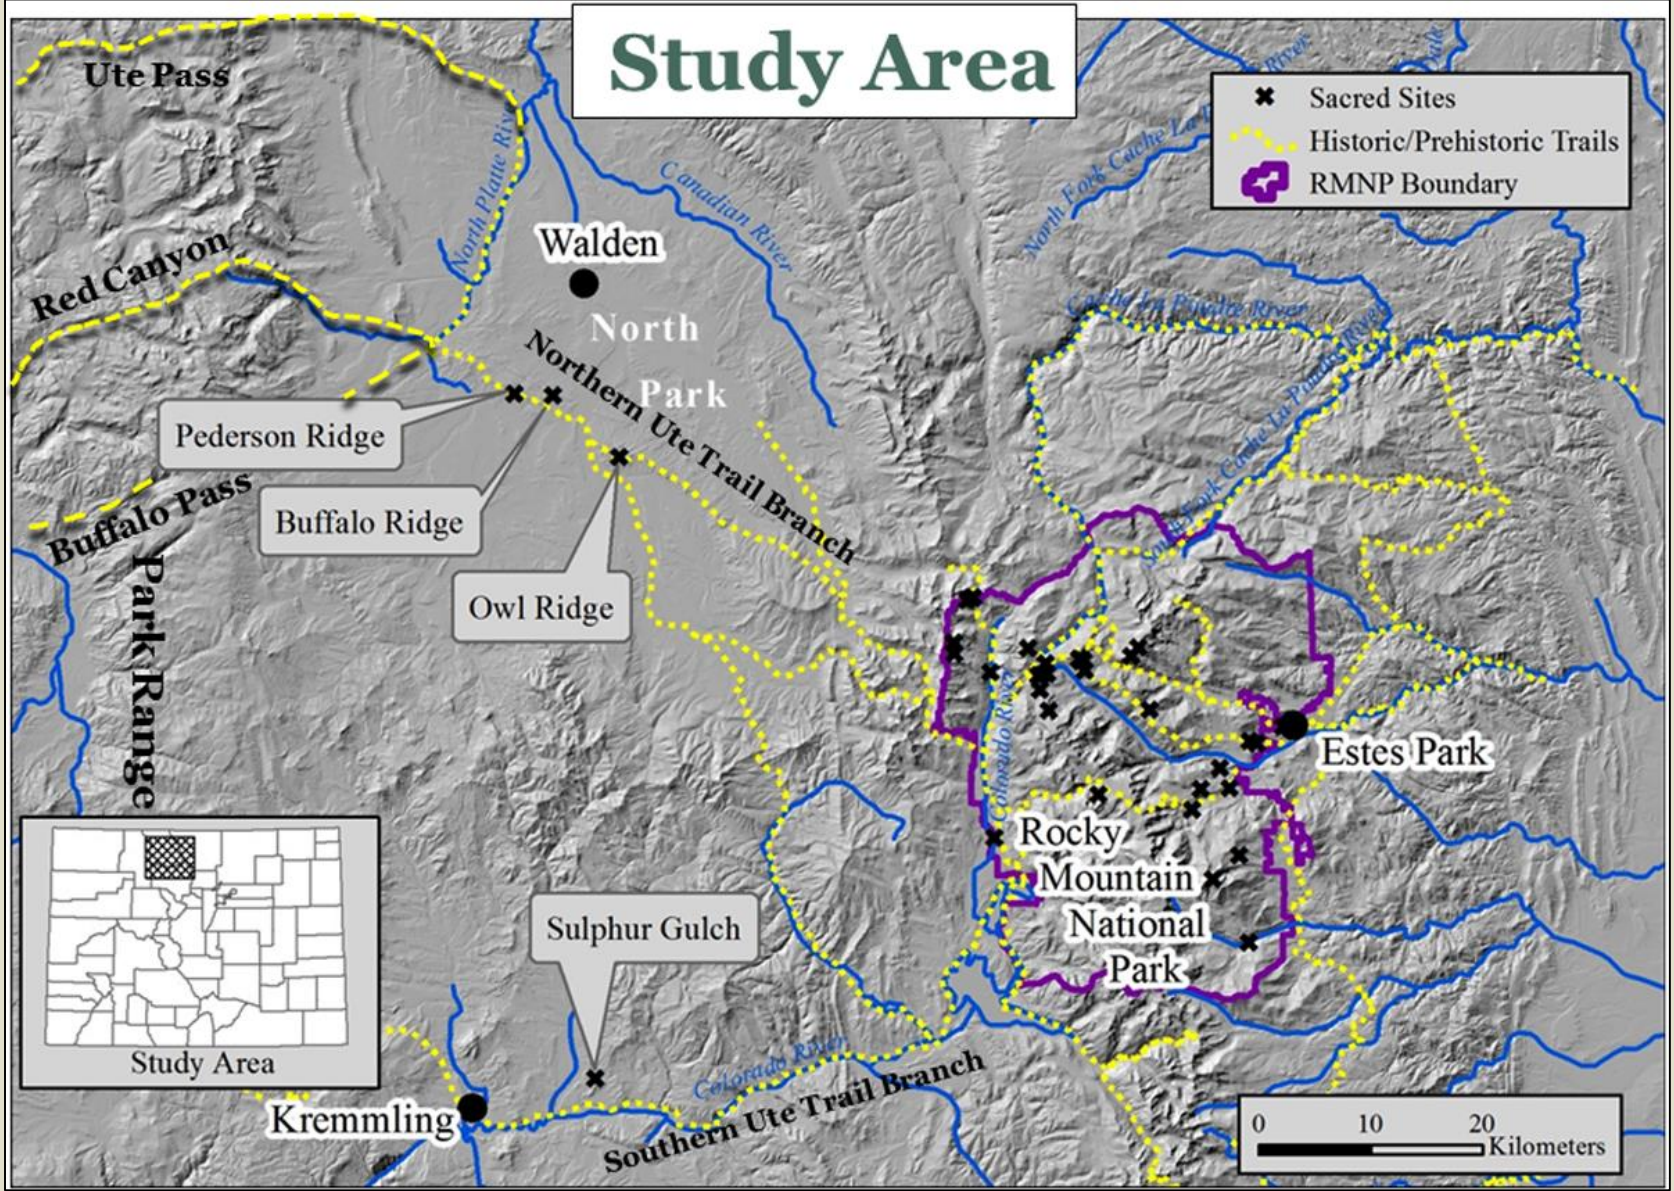 Study Area
Sacred Sites
Historic/Prehistoric Trails
RMNP Boundary
Ute Pass
North Platte Riv
Canadian River
North Fork Cache La P
River
Walden
Red Canyon
North
Park
Cache La Poudre River
Northern Ute Trail Branch
South Fork Cache La Poudre River
Pederson Ridge
Buffalo Pass
Buffalo Ridge
Owl Ridge
Park Range
Colorado River
Estes Park
Rocky
Mountain
National
Park
Sulphur Gulch
Study Area
Colorado River
Southern Ute Trail Branch
Kremmling
0 10 20
Kilometers